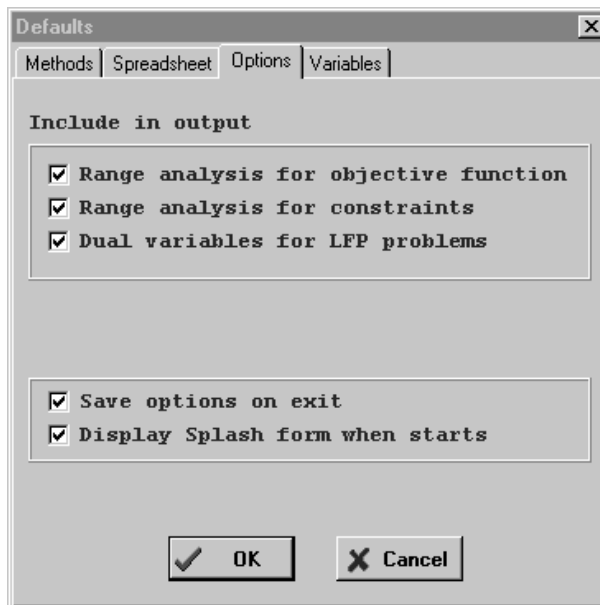 Defaults
Methods Spreadsheet Options Variables
Include in output
Range analysis for objective function
Range analysis for constraints
Dual variables for LFP problems
Save options on exit
Display Splash form when starts
OK Cancel